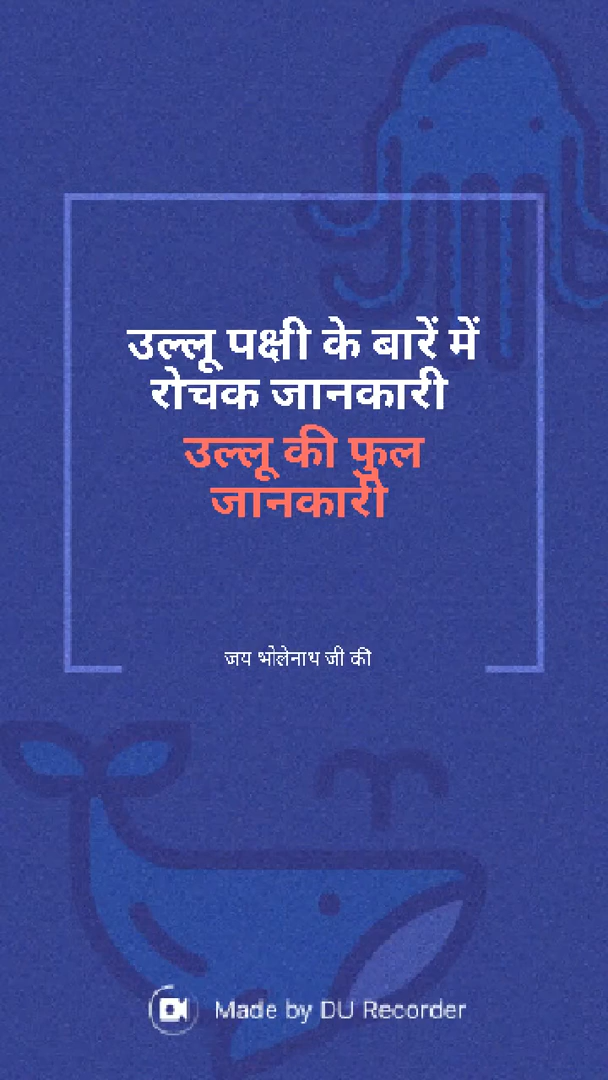 उल्लू पक्षी के बारें में
रोचक जानकारी
उल्लू की फुल
जानकारी
जय भोलेनाथ जी की
Made by DU Recorder